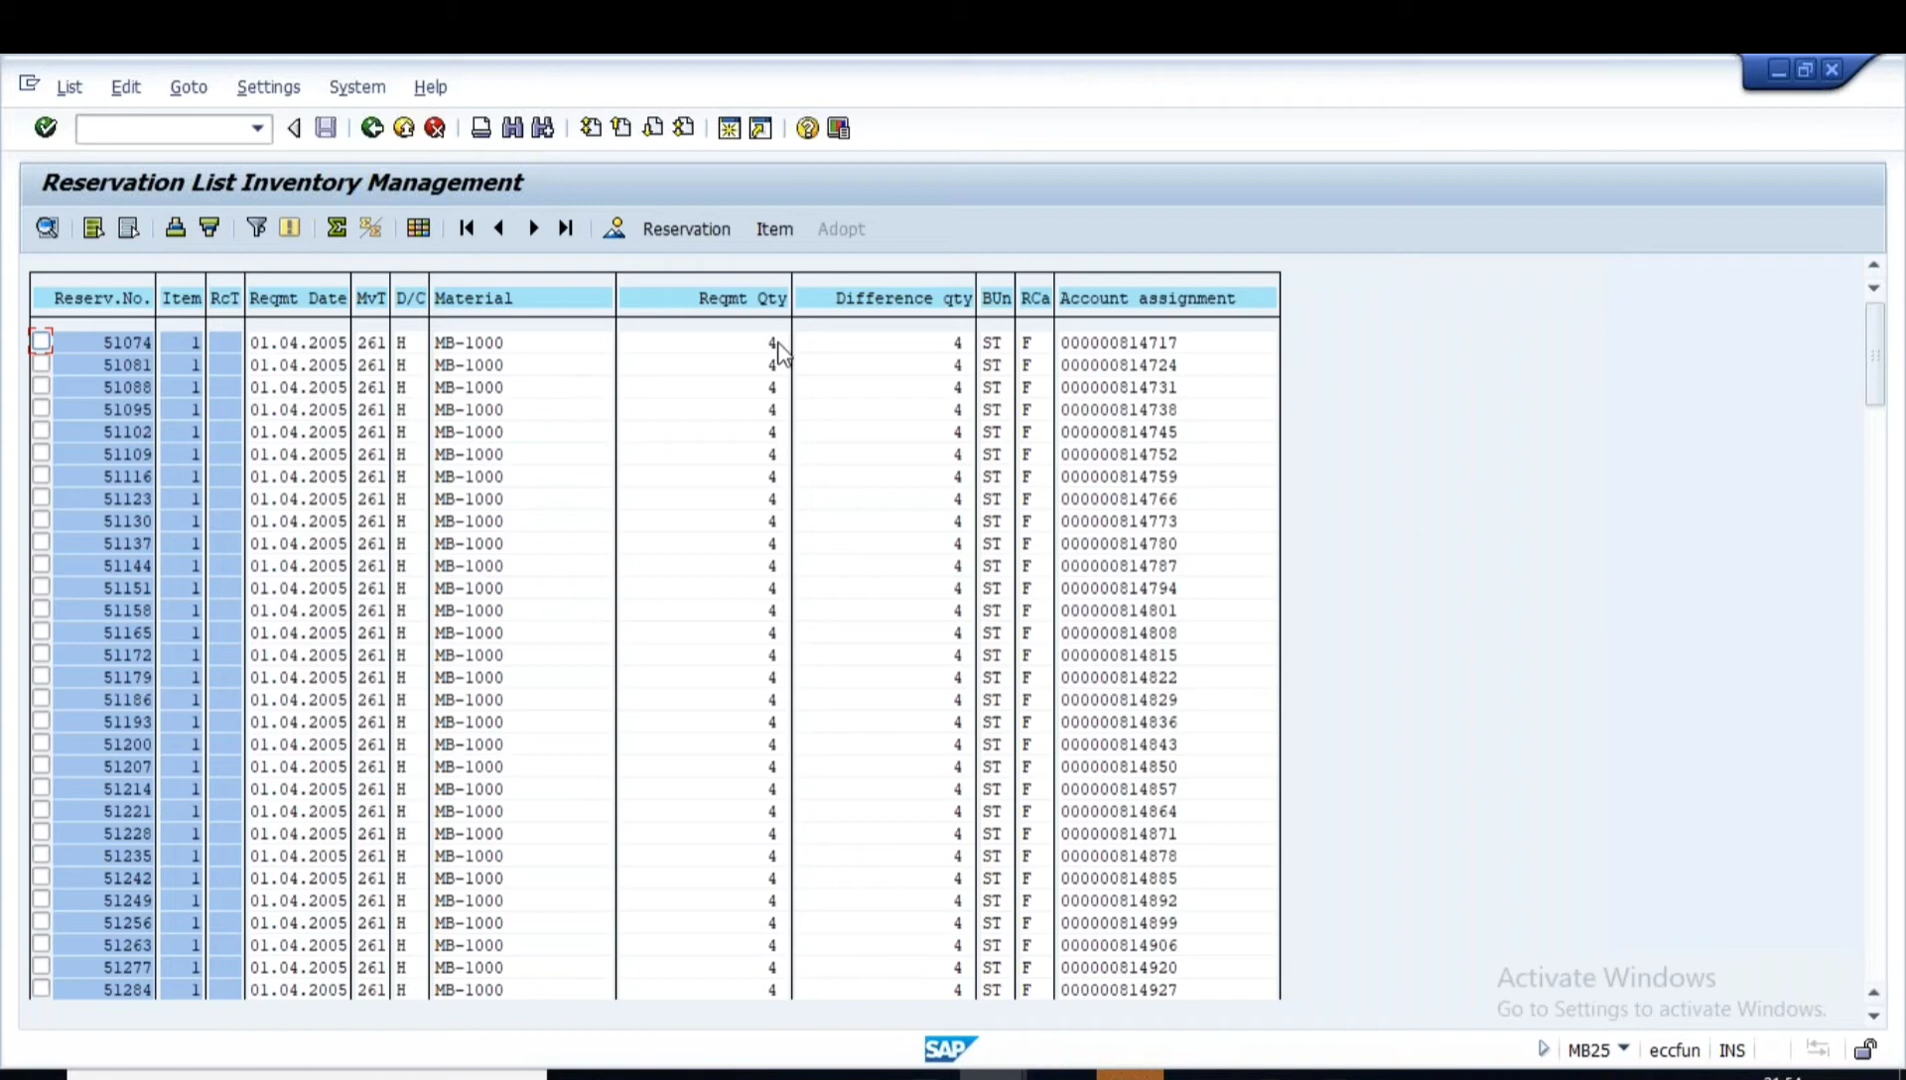 List Edit Goto Settings System Help
Reservation List Inventory Management
Reservation Item Adopt
Reserv.No. Item RcT Reqmt Date MvT D/C Material Reqmt Qty Difference qty BUn RCa Account assignment
51074 1 01.04.2005 261 H MB-1000 4 4 ST F 000000814717
51081 1 01.04.2005 261 H MB-1000 4 4 ST F 000000814724
51088 1 01.04.2005 261 H MB-1000 4 4 ST F 000000814731
51095 1 01.04.2005 261 H MB-1000 4 4 ST F 000000814738
51102 1 01.04.2005 261 H MB-1000 4 4 ST F 000000814745
51109 1 01.04.2005 261 H MB-1000 4 4 ST F 000000814752
51116 1 01.04.2005 261 H MB-1000 4 4 ST F 000000814759
51123 1 01.04.2005 261 H MB-1000 4 4 ST F 000000814766
51130 1 01.04.2005 261 H MB-1000 4 4 ST F 000000814773
51137 1 01.04.2005 261 H MB-1000 4 4 ST F 000000814780
51144 1 01.04.2005 261 H MB-1000 4 4 ST F 000000814787
51151 1 01.04.2005 261 H MB-1000 4 4 ST F 000000814794
51158 1 01.04.2005 261 H MB-1000 4 4 ST F 000000814801
51165 1 01.04.2005 261 H MB-1000 4 4 ST F 000000814808
51172 1 01.04.2005 261 H MB-1000 4 4 ST F 000000814815
51179 1 01.04.2005 261 H MB-1000 4 4 ST F 000000814822
51186 1 01.04.2005 261 H MB-1000 4 4 ST F 000000814829
51193 1 01.04.2005 261 H MB-1000 4 4 ST F 000000814836
51200 1 01.04.2005 261 H MB-1000 4 4 ST F 000000814843
51207 1 01.04.2005 261 H MB-1000 4 4 ST F 000000814850
51214 1 01.04.2005 261 H MB-1000 4 4 ST F 000000814857
51221 1 01.04.2005 261 H MB-1000 4 4 ST F 000000814864
51228 1 01.04.2005 261 H MB-1000 4 4 ST F 000000814871
51235 1 01.04.2005 261 H MB-1000 4 4 ST F 000000814878
51242 1 01.04.2005 261 H MB-1000 4 4 ST F 000000814885
51249 1 01.04.2005 261 H MB-1000 4 4 ST F 000000814892
51256 1 01.04.2005 261 H MB-1000 4 4 ST F 000000814899
51263 1 01.04.2005 261 H MB-1000 4 4 ST F 000000814906
51277 1 01.04.2005 261 H MB-1000 4 4 ST F 000000814920
51284 1 01.04.2005 261 H MB-1000 4 4 ST F 000000814927
Activate Windows
Go to Settings to activate Windows.
SAP MB25 eccfun INS